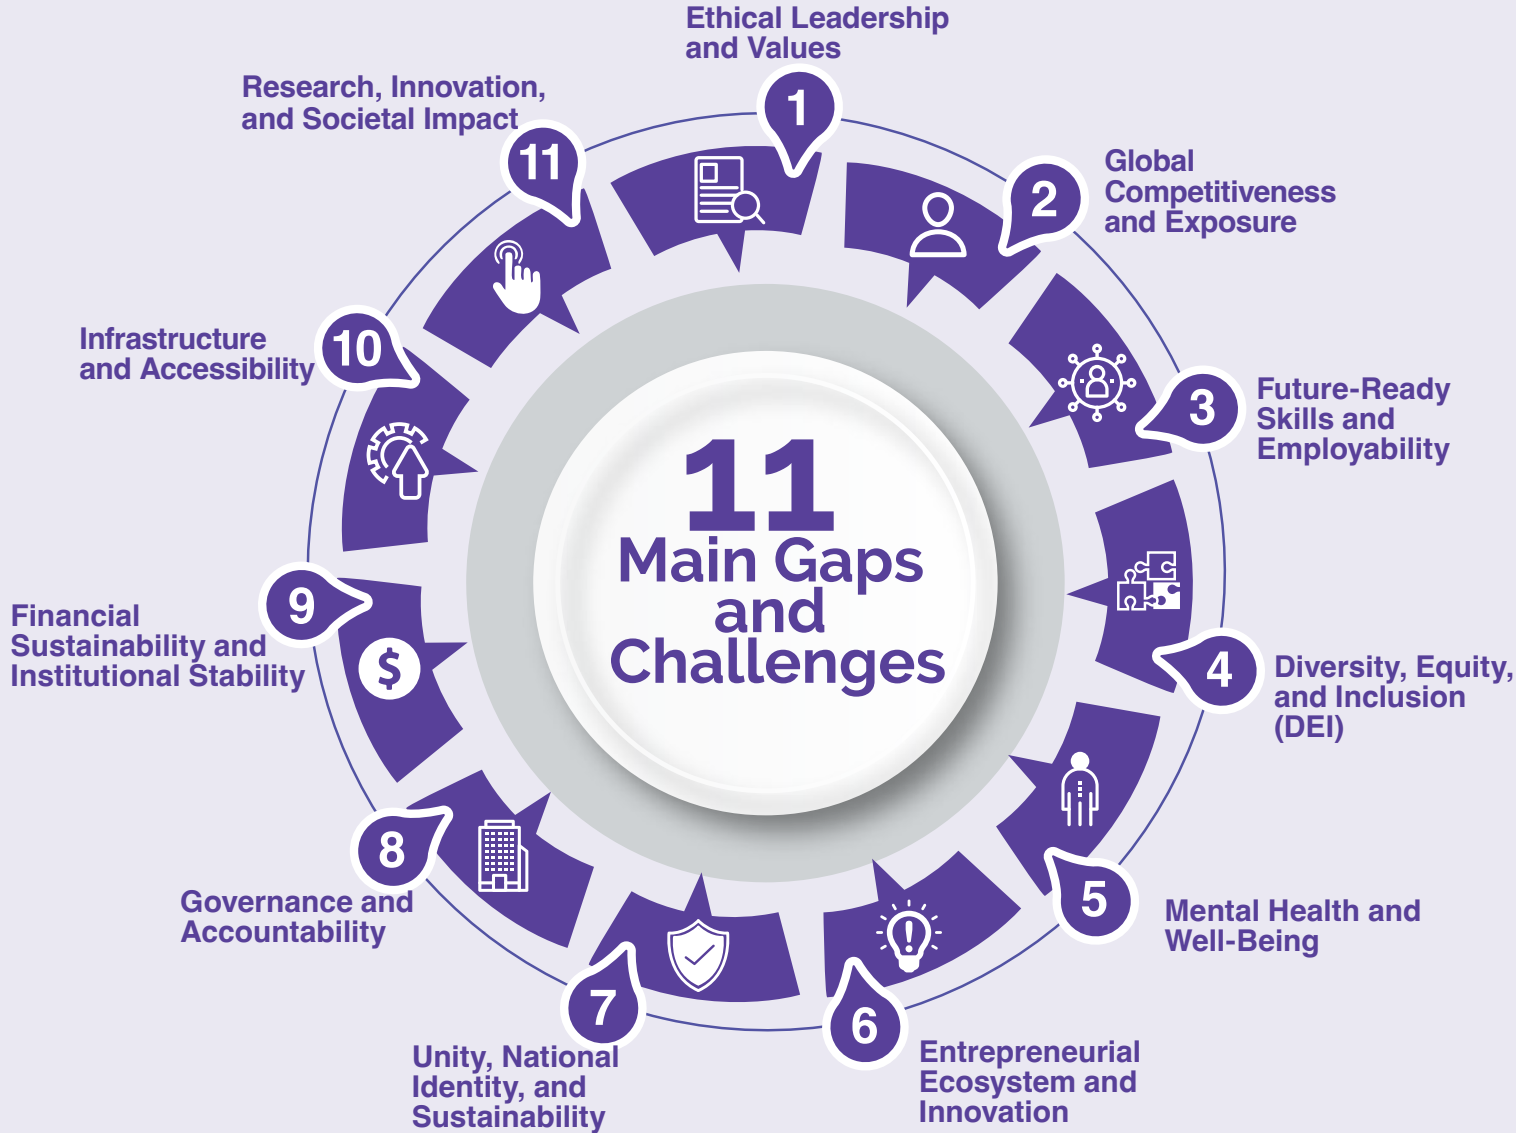 11
Main Gaps
and
Challenges
1
Ethical Leadership
and Values
2
Global
Competitiveness
and Exposure
3
Future-Ready
Skills and
Employability
4
Diversity, Equity,
and Inclusion
(DEI)
5
Mental Health and
Well-Being
6
Entrepreneurial
Ecosystem and
Innovation
7
Unity, National
Identity, and
Sustainability
8
Governance and
Accountability
9
Financial
Sustainability and
Institutional Stability
$
10
Infrastructure
and Accessibility
11
Research, Innovation,
and Societal Impact